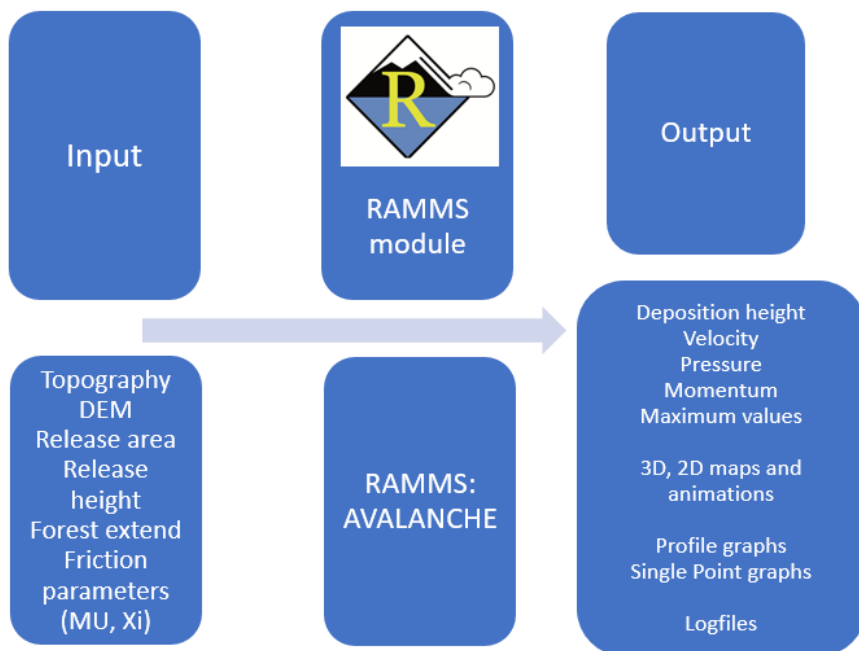 Input
R
RAMMS
module
Output
Topography
DEM
Release area
Release
height
Forest extend
Friction
parameters
(MU, Xi)
RAMMS:
AVALANCHE
Deposition height
Velocity
Pressure
Momentum
Maximum values
3D, 2D maps and
animations
Profile graphs
Single Point graphs
Logfiles